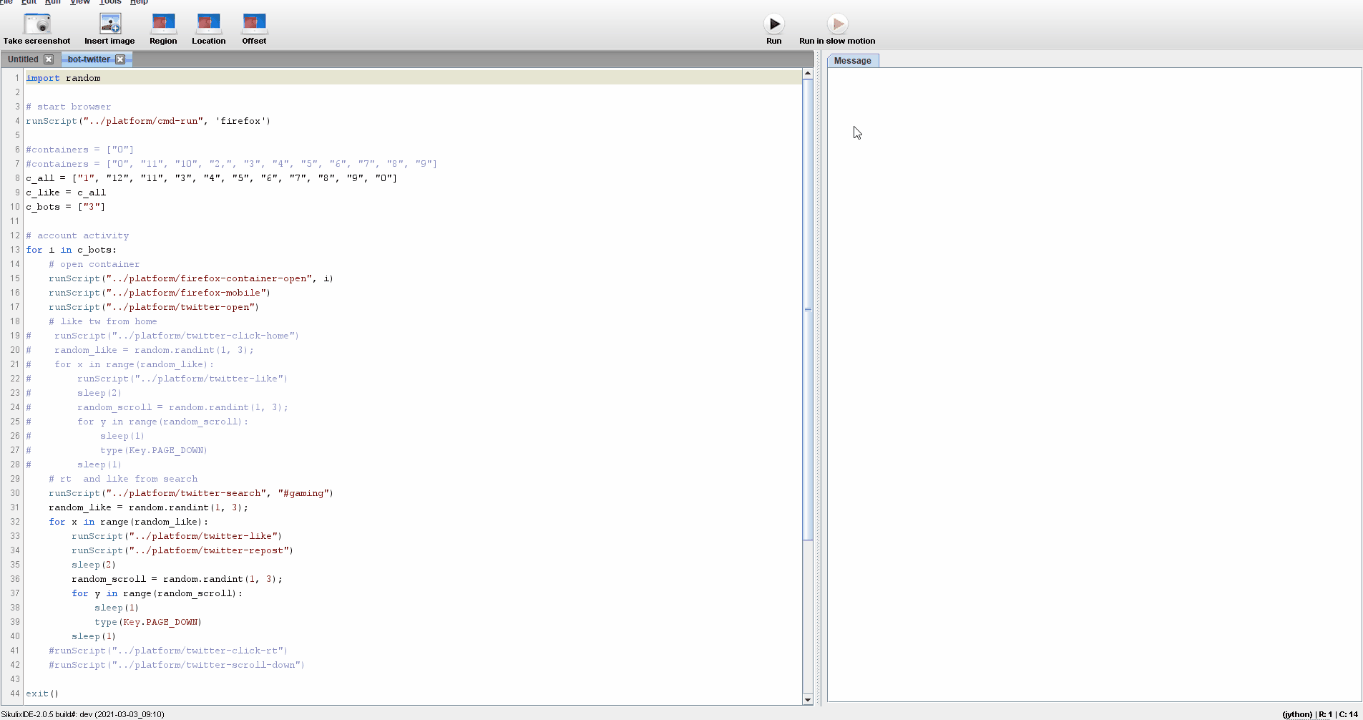 File Edit Run View Tools Help
Take screenshot Insert image Region Location Offset Run Run in slow motion
Untitled bot-twitter Message
1 import random
2
3 # start browser
4 runScript("../platform/cmd-run", 'firefox')
5
6 #containers = ["0"]
7 #containers = ["0", "11", "10", "2,", "3", "4", "5", "6", "7", "8", "9"]
8 c_all = ["1", "12", "11", "3", "4", "5", "6", "7", "8", "9", "0"]
9 c_like = c_all
10 c_bots = ["3"]
11
12 # account activity
13 for i in c_bots:
14 # open container
15 runScript("../platform/firefox-container-open", i)
16 runScript("../platform/firefox-mobile")
17 runScript("../platform/twitter-open")
18 # like tw from home
19 # runScript("../platform/twitter-click-home")
20 # random_like = random.randint(1, 3);
21 # for x in range(random_like):
22 # runScript("../platform/twitter-like")
23 # sleep(2)
24 # random_scroll = random.randint(1, 3);
25 # for y in range(random_scroll):
26 # sleep(1)
27 # type(Key.PAGE_DOWN)
28 # sleep(1)
29 # rt and like from search
30 runScript("../platform/twitter-search", "#gaming")
31 random_like = random.randint(1, 3);
32 for x in range(random_like):
33 runScript("../platform/twitter-like")
34 runScript("../platform/twitter-repost")
35 sleep(2)
36 random_scroll = random.randint(1, 3);
37 for y in range(random_scroll):
38 sleep(1)
39 type(Key.PAGE_DOWN)
40 sleep(1)
41 #runScript("../platform/twitter-click-rt")
42 #runScript("../platform/twitter-scroll-down")
43
44 exit()
SikulixIDE-2.0.5 build#: dev (2021-03-03_09:10) (jython) | R: 1 | C: 14